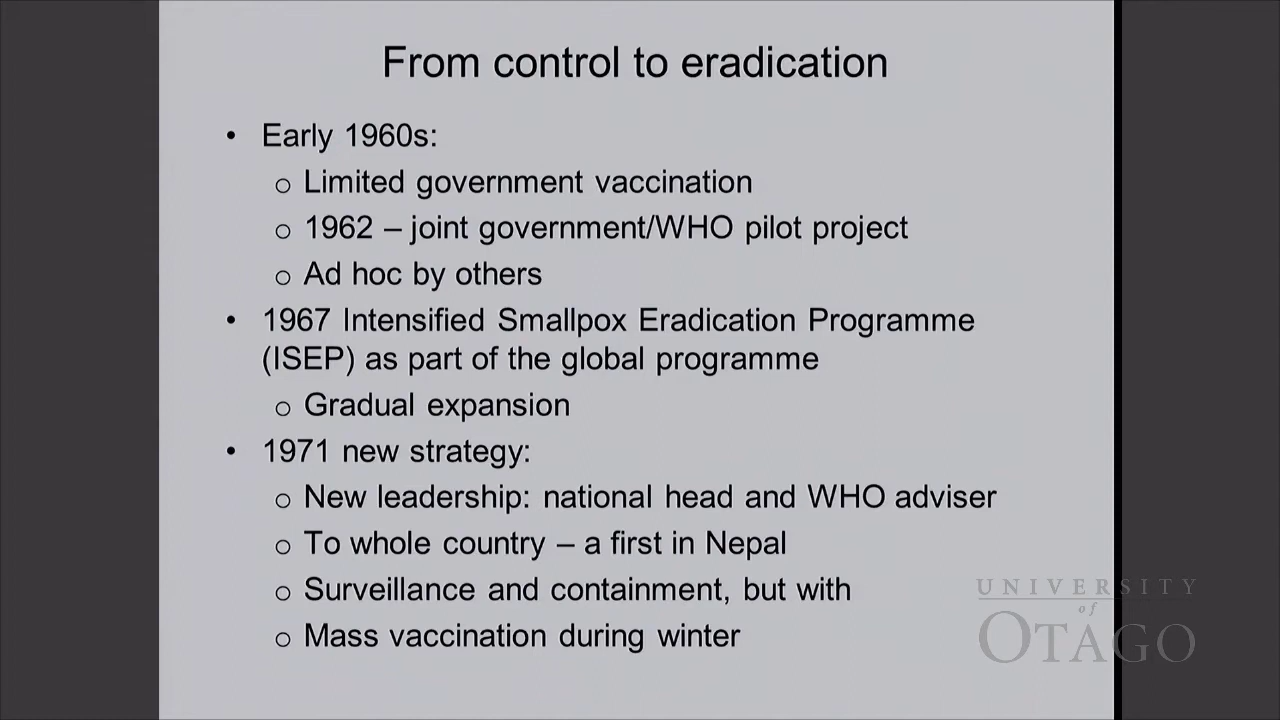 From control to eradication
• Early 1960s:
o Limited government vaccination
o 1962 – joint government/WHO pilot project
o Ad hoc by others
• 1967 Intensified Smallpox Eradication Programme
(ISEP) as part of the global programme
o Gradual expansion
• 1971 new strategy:
o New leadership: national head and WHO adviser
o To whole country – a first in Nepal
o Surveillance and containment, but with
o Mass vaccination during winter
UNIVERSITY
of
OTAGO